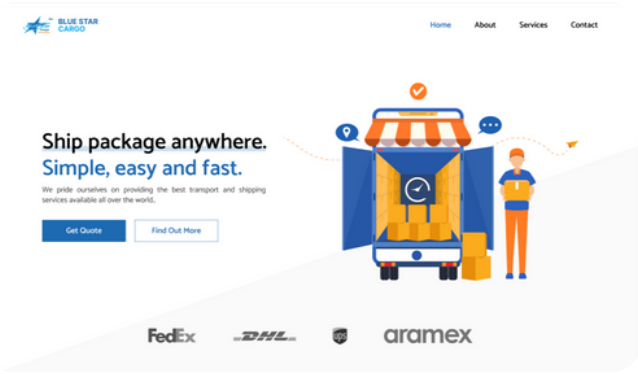 BLUE STAR
CARGO
Home About Services Contact
Ship package anywhere.
Simple, easy and fast.
We pride ourselves on providing the best transport and shipping
services available all over the world.
Get Quote Find Out More
FedEx DHL ups aramex